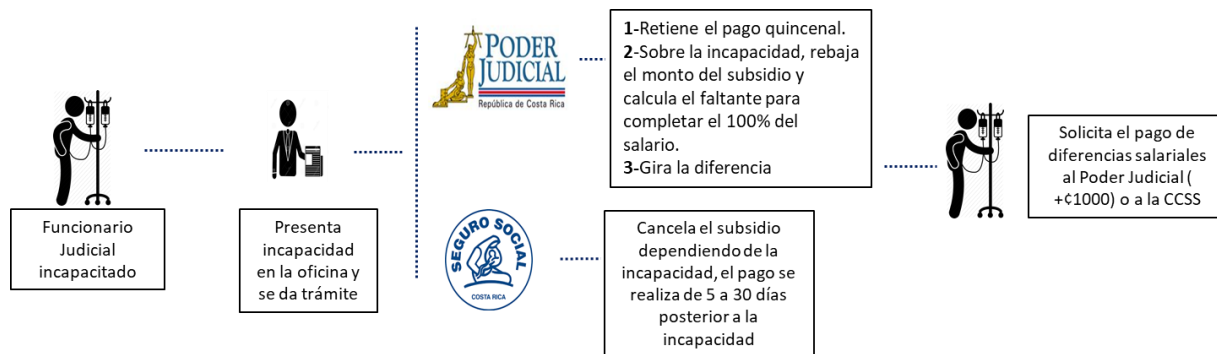 Funcionario
Judicial
incapacitado
Presenta
incapacidad
en la oficina y
se da trámite
PODER
JUDICIAL
República de Costa Rica
1-Retiene el pago quincenal.
2-Sobre la incapacidad, rebaja
el monto del subsidio y
calcula el faltante para
completar el 100% del
salario.
3-Gira la diferencia
SEGURO SOCIAL
COSTA RICA
Cancela el subsidio
dependiendo de la
incapacidad, el pago se
realiza de 5 a 30 días
posterior a la
incapacidad
Solicita el pago de
diferencias salariales
al Poder Judicial (
+¢1000) o a la CCSS